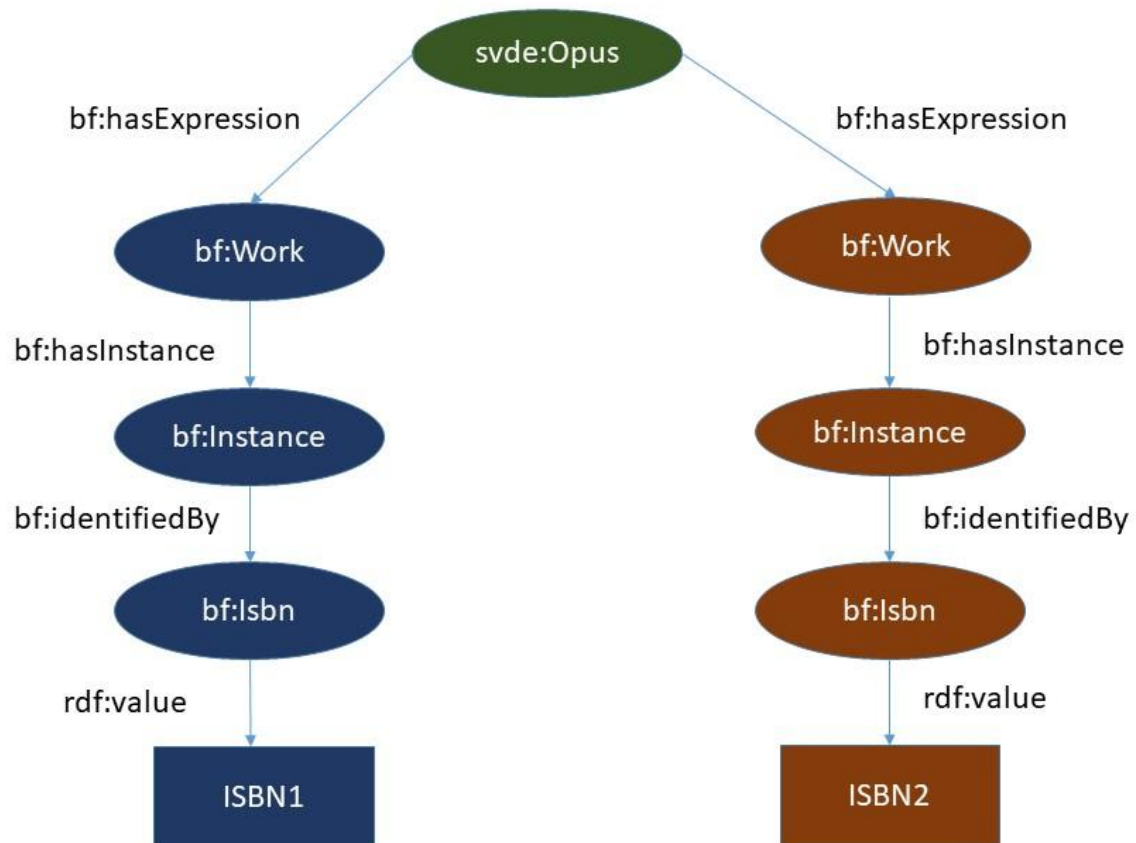 svde:Opus
bf:hasExpression
bf:hasExpression
bf:Work
bf:Work
bf:hasInstance
bf:hasInstance
bf:Instance
bf:Instance
bf:identifiedBy
bf:identifiedBy
bf:Isbn
bf:Isbn
rdf:value
rdf:value
ISBN1
ISBN2